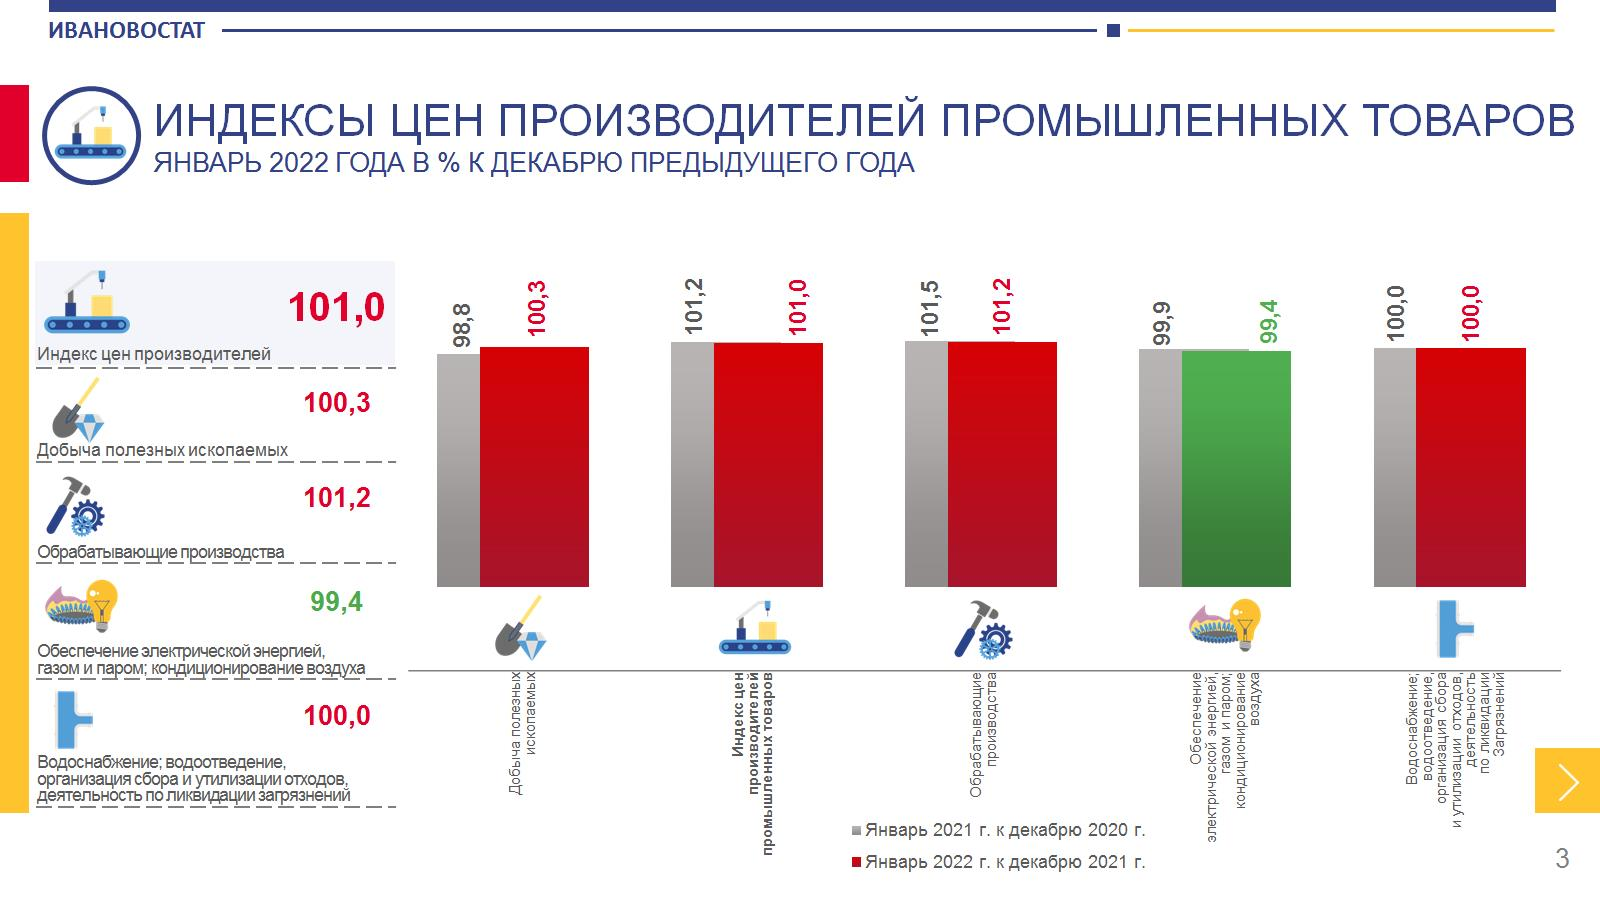 ИВАНОВОСТАТ
ИНДЕКСЫ ЦЕН ПРОИЗВОДИТЕЛЕЙ ПРОМЫШЛЕННЫХ ТОВАРОВ
ЯНВАРЬ 2022 ГОДА В % К ДЕКАБРЮ ПРЕДЫДУЩЕГО ГОДА
101,0
Индекс цен производителей
100,3
Добыча полезных ископаемых
101,2
Обрабатывающие производства
99,4
Обеспечение электрической энергией,
газом и паром; кондиционирование воздуха
100,0
Водоснабжение; водоотведение,
организация сбора и утилизации отходов,
деятельность по ликвидации загрязнений
98,8
100,3
101,2
101,0
101,5
101,2
99,9
99,4
100,0
100,0
Добыча полезных
ископаемых
Индекс цен
производителей
промышленных товаров
Обрабатывающие
производства
Обеспечение
электрической энергией,
газом и паром;
кондиционирование
воздуха
Водоснабжение;
водоотведение,
организация сбора
и утилизации отходов,
деятельность
по ликвидации
Загрязнений
Январь 2021 г. к декабрю 2020 г.
Январь 2022 г. к декабрю 2021 г.
3